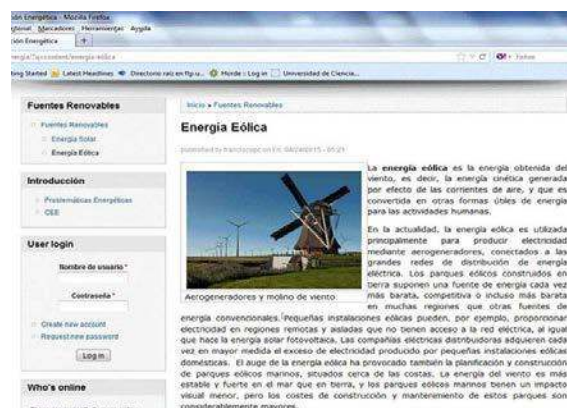 ión Energética - Mozilla Firefox
Marcadores Herramientas Ayuda
ión Energética
Latest Headlines
Horde : Log in
Universidad de Ciencia...
Fuentes Renovables
Fuentes Renovables
Energía Solar
Energía Eólica
Introducción
Problemáticas Energéticas
CEE
User login
Nombre de usuario *
Contraseña *
Create new account
Request new password
Log in
Who's online
Inicio » Fuentes Renovables
Energía Eólica
Aerogeneradores y molino de viento
La energía eólica es la energía obtenida del
viento, es decir, la energía cinética generada
por efecto de las corrientes de aire, y que es
convertida en otras formas útiles de energía
para las actividades humanas.
En la actualidad, la energía eólica es utilizada
principalmente para producir electricidad
mediante aerogeneradores, conectados a las
grandes redes de distribución de energía
eléctrica. Los parques eólicos construidos en
tierra suponen una fuente de energía cada vez
más barata, competitiva o incluso más barata
en muchas regiones que otras fuentes de
energía convencionales. Pequeñas instalaciones eólicas pueden, por ejemplo, proporcionar
electricidad en regiones remotas y aisladas que no tienen acceso a la red eléctrica, al igual
que hace la energía solar fotovoltaica. Las compañías eléctricas distribuidoras adquieren cada
vez en mayor medida el exceso de electricidad producido por pequeñas instalaciones eólicas
domésticas. El auge de la energía eólica ha provocado también la planificación y construcción
de parques eólicos marinos, situados cerca de las costas. La energía del viento es más
estable y fuerte en el mar que en tierra, y los parques eólicos marinos tienen un impacto
visual menor, pero los costes de construcción y mantenimiento de estos parques son
considerablemente mayores.